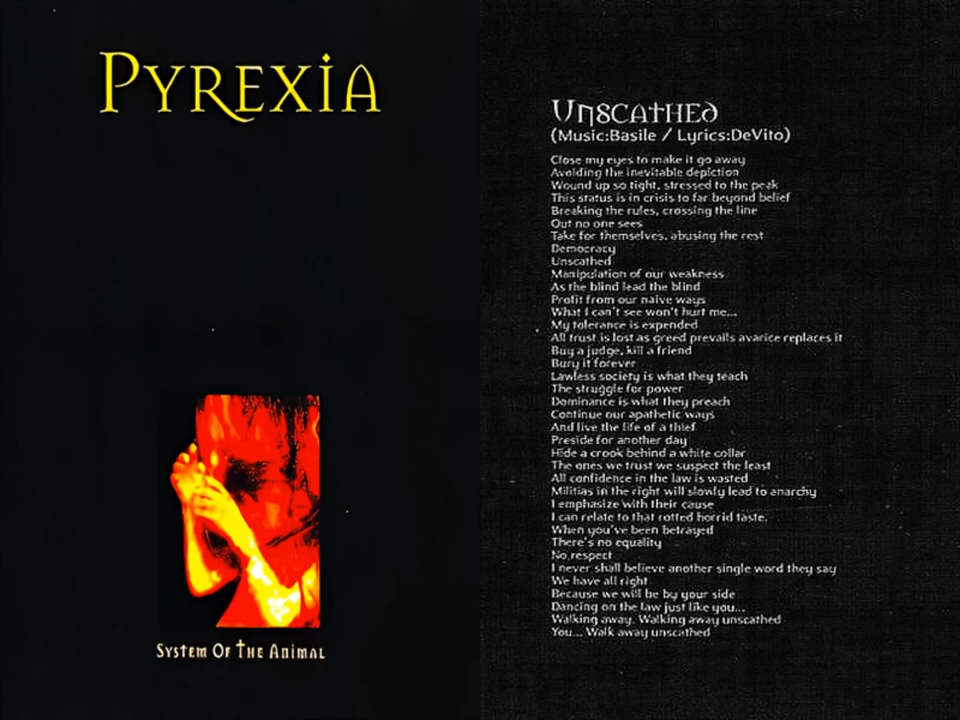 PYREXIA
SYSTEM OF THE ANIMAL
UNSCATHED
(Music:Basile / Lyrics:DeVito)
Close my eyes to make it go away
Avoiding the inevitable depiction
Wound up so tight, stressed to the peak
This status is in crisis to far beyond belief
Breaking the rules, crossing the line
Out no one sees
Take for themselves, abusing the rest
Democracy
Unscathed
Manipulation of our weakness
As the blind lead the blind
Profit from our naive ways
What I can't see won't hurt me...
My tolerance is expended
All trust is lost as greed prevails avarice replaces it
Buy a judge, kill a friend
Bury it forever
Lawless society is what they teach
The struggle for power
Dominance is what they preach
Continue our apathetic ways
And live the life of a thief
Preside for another day
Hide a crook behind a white collar
The ones we trust we suspect the least
All confidence in the law is wasted
Militias in the right will slowly lead to anarchy
I emphasize with their cause
I can relate to that rotted horrid taste.
When you've been betrayed
There's no equality
No respect
I never shall believe another single word they say
We have all right
Because we will be by your side
Dancing on the law just like you...
Walking away. Walking away unscathed
You... Walk away unscathed